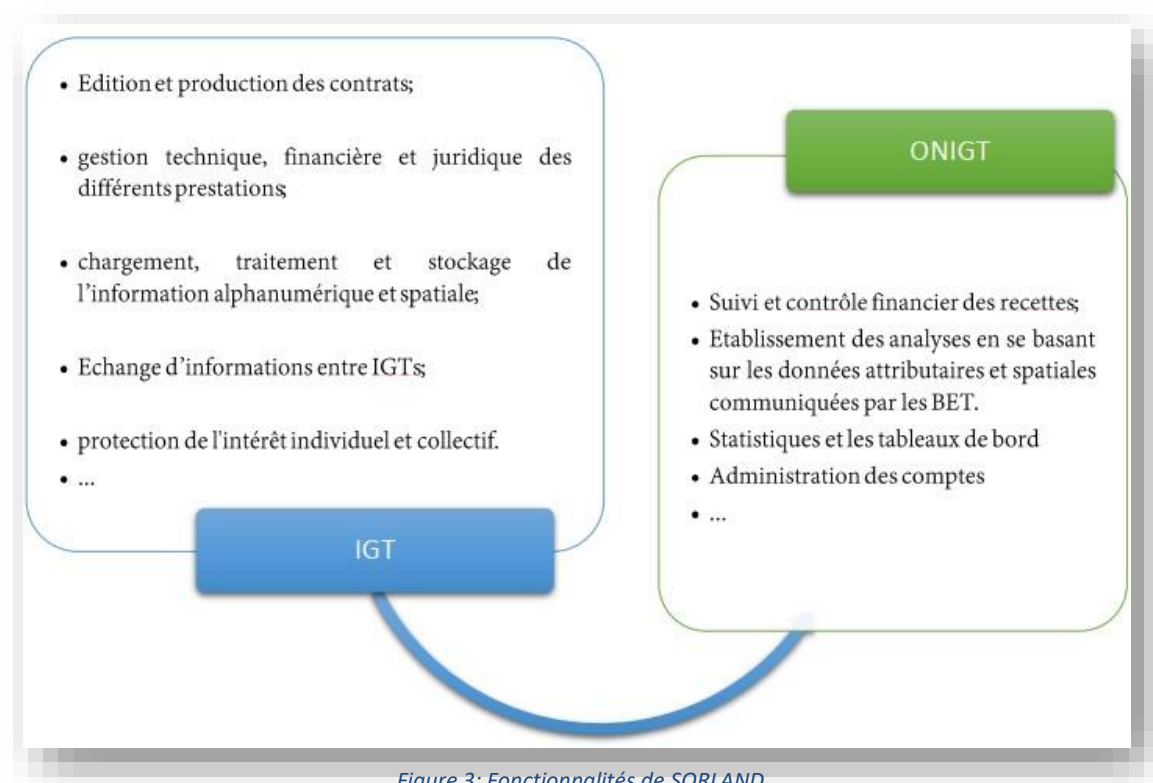 • Edition et production des contrats;
• gestion technique, financière et juridique des
différents prestations;
• chargement, traitement et stockage de
l'information alphanumérique et spatiale;
• Echange d'informations entre IGTs;
• protection de l'intérêt individuel et collectif.
• ...
IGT
ONIGT
• Suivi et contrôle financier des recettes;
• Etablissement des analyses en se basant
sur les données attributaires et spatiales
communiquées par les BET.
• Statistiques et les tableaux de bord
• Administration des comptes
• ...
Figure 3: Fonctionnalités de SORLAND